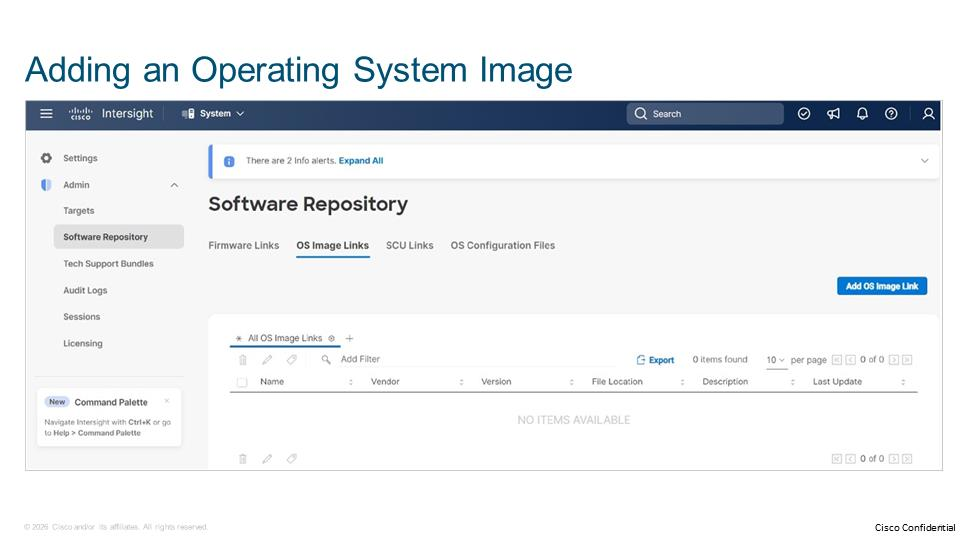 Adding an Operating System Image
cisco Intersight System Search
Settings
Admin
Targets
Software Repository
Tech Support Bundles
Audit Logs
Sessions
Licensing
New Command Palette ×
Navigate Intersight with Ctrl+K or go
to Help > Command Palette
There are 2 Info alerts. Expand All
Software Repository
Firmware Links OS Image Links SCU Links OS Configuration Files
Add OS Image Link
All OS Image Links +
Add Filter Export 0 items found 10 per page 0 of 0
Name Vendor Version File Location Description Last Update
NO ITEMS AVAILABLE
0 of 0
© 2026 Cisco and/or its affiliates. All rights reserved.
Cisco Confidential